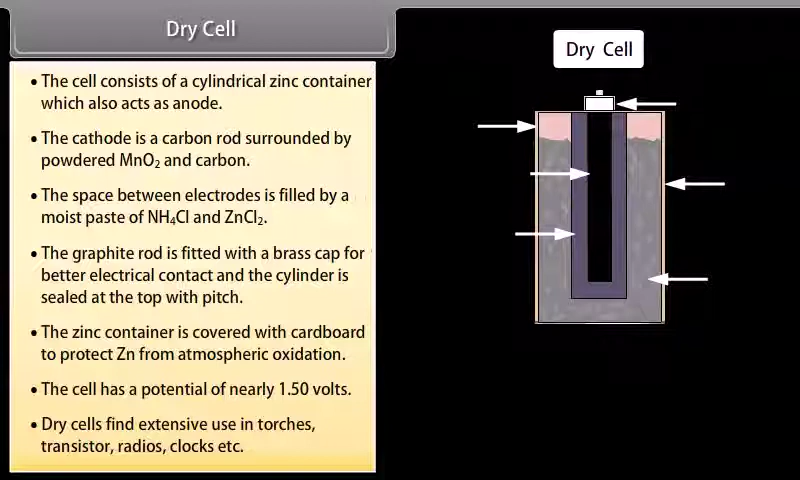 Dry Cell
• The cell consists of a cylindrical zinc container
which also acts as anode.
• The cathode is a carbon rod surrounded by
powdered MnO₂ and carbon.
• The space between electrodes is filled by a
moist paste of NH₄Cl and ZnCl₂.
• The graphite rod is fitted with a brass cap for
better electrical contact and the cylinder is
sealed at the top with pitch.
• The zinc container is covered with cardboard
to protect Zn from atmospheric oxidation.
• The cell has a potential of nearly 1.50 volts.
• Dry cells find extensive use in torches,
transistor, radios, clocks etc.
Dry Cell